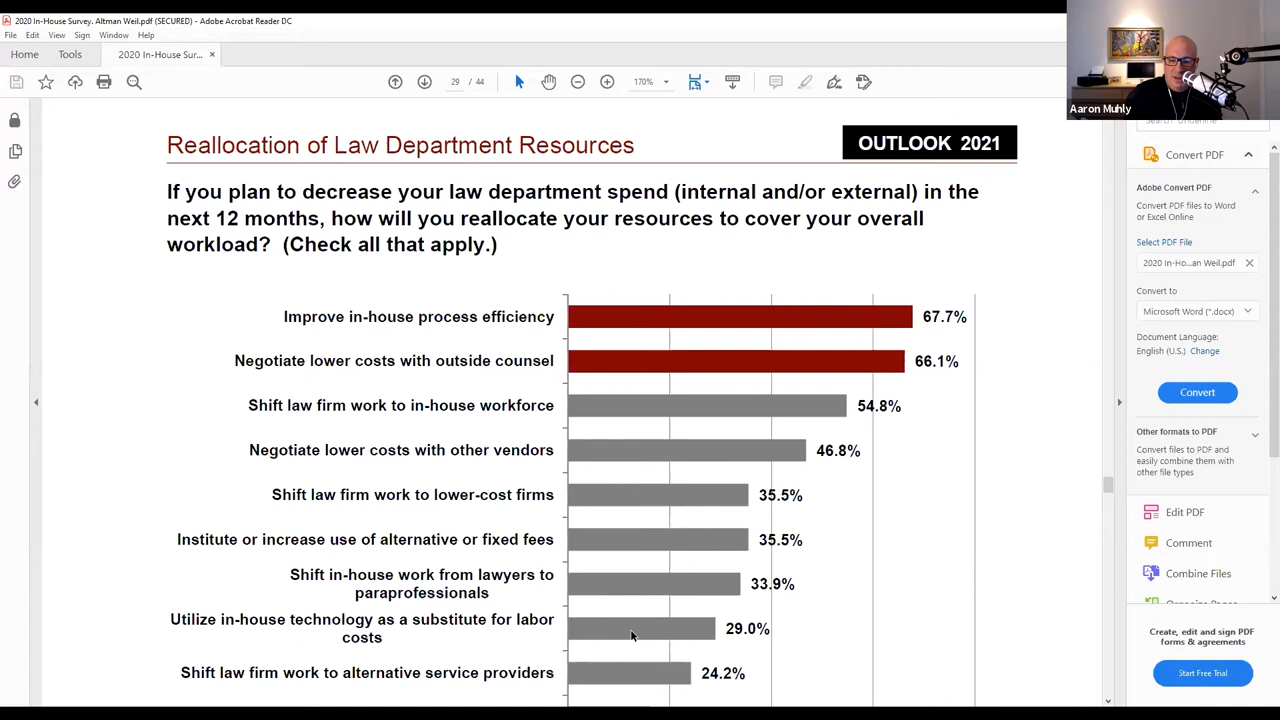 2020 In-House Survey. Altman Weil.pdf (SECURED) - Adobe Acrobat Reader DC
File Edit View Sign Window Help
Home Tools 2020 In-House Sur... ×
29 / 44 170%
Aaron Muhly
Reallocation of Law Department Resources
OUTLOOK 2021
If you plan to decrease your law department spend (internal and/or external) in the
next 12 months, how will you reallocate your resources to cover your overall
workload? (Check all that apply.)
Improve in-house process efficiency 67.7%
Negotiate lower costs with outside counsel 66.1%
Shift law firm work to in-house workforce 54.8%
Negotiate lower costs with other vendors 46.8%
Shift law firm work to lower-cost firms 35.5%
Institute or increase use of alternative or fixed fees 35.5%
Shift in-house work from lawyers to
paraprofessionals 33.9%
Utilize in-house technology as a substitute for labor
costs 29.0%
Shift law firm work to alternative service providers 24.2%
Convert PDF
Adobe Convert PDF
Convert PDF files to Word
or Excel Online
Select PDF File
2020 In-Ho...an Weil.pdf
Convert to
Microsoft Word (*.docx)
Document Language:
English (U.S.) Change
Convert
Other formats to PDF
Convert files to PDF and
easily combine them with
other file types
Edit PDF
Comment
Combine Files
Create, edit and sign PDF
forms & agreements
Start Free Trial